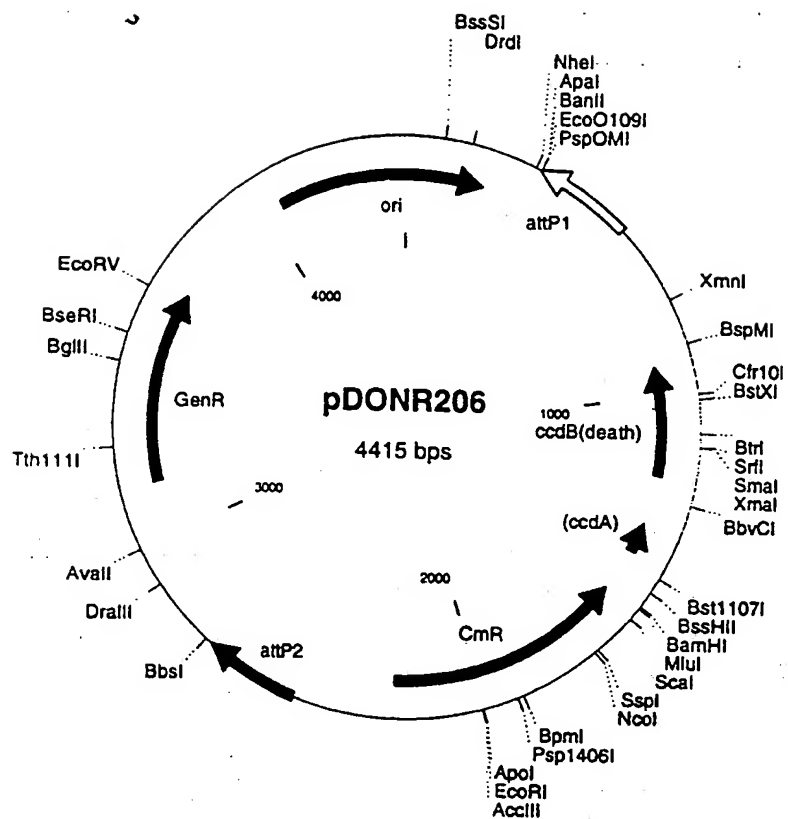 BssSI
DrdI
NheI
ApaI
BanII
EcoO109I
PspOMI
attP1
ori
1
4000
EcoRV
BseRI
BglII
GenR
Tth111I
XmnI
BspMI
Cfr10I
BstXI
pDONR206
4415 bps
1000
ccdB(death)
BtrI
SrfI
SmaI
XmaI
BbvCI
3000
(ccdA)
AvaII
DraIII
2000
CmR
Bst1107I
BssHII
BamHI
MluI
ScaI
attP2
BbsI
SspI
NcoI
BpmI
Psp1406I
ApoI
EcoRI
AccIII